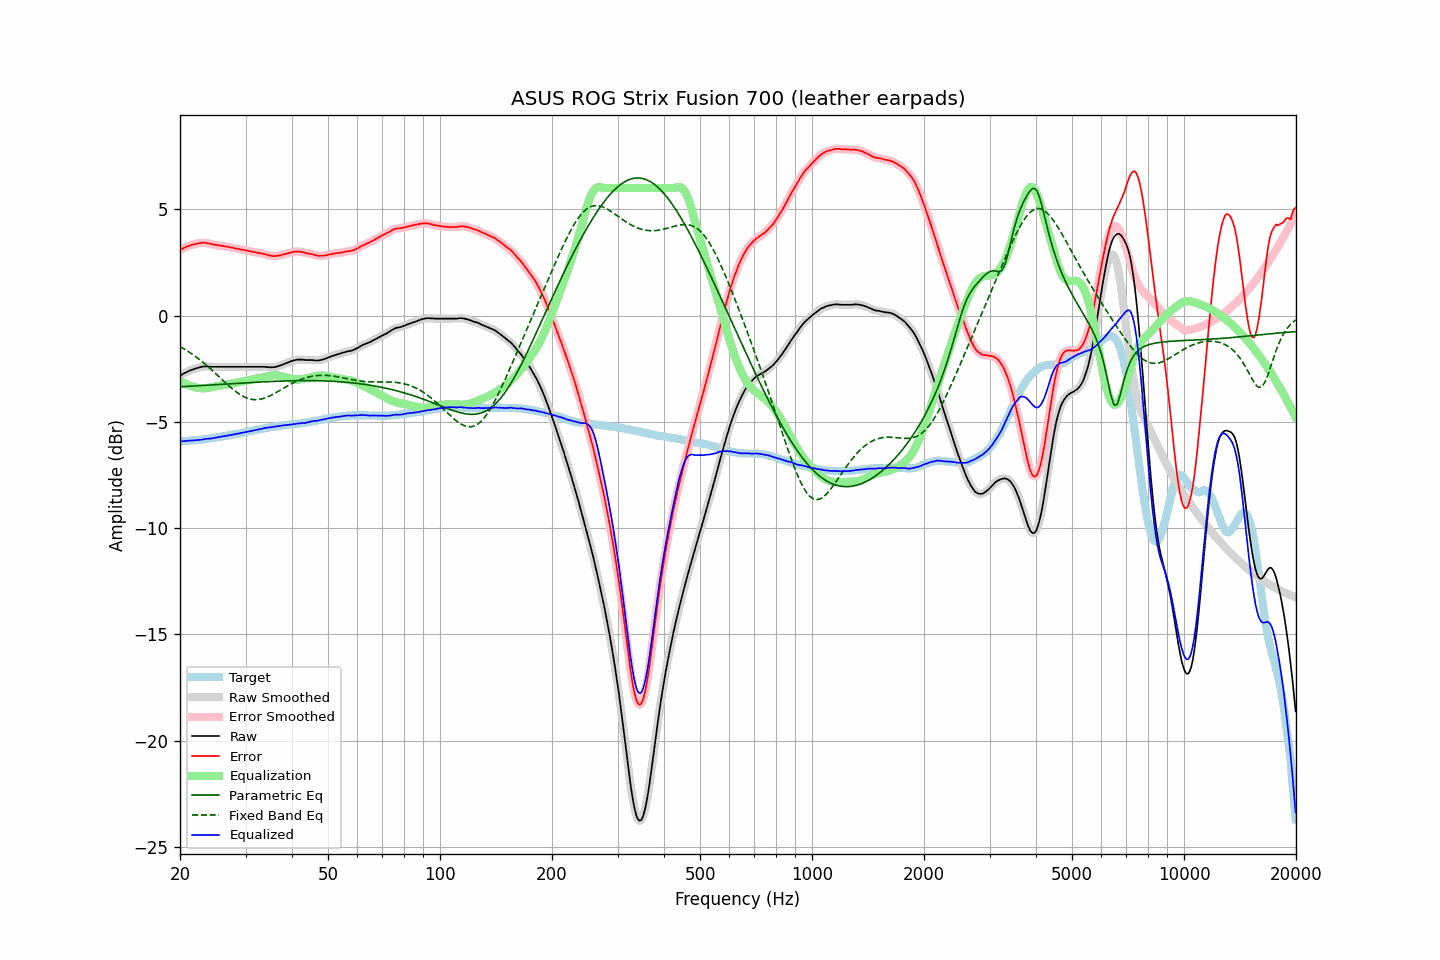 ASUS ROG Strix Fusion 700 (leather earpads)
Amplitude (dBr)
5
0
−5
−10
−15
−20
−25
Target
Raw Smoothed
Error Smoothed
Raw
Error
Equalization
Parametric Eq
Fixed Band Eq
Equalized
20 50 100 200 500 1000 2000 5000 10000 20000
Frequency (Hz)